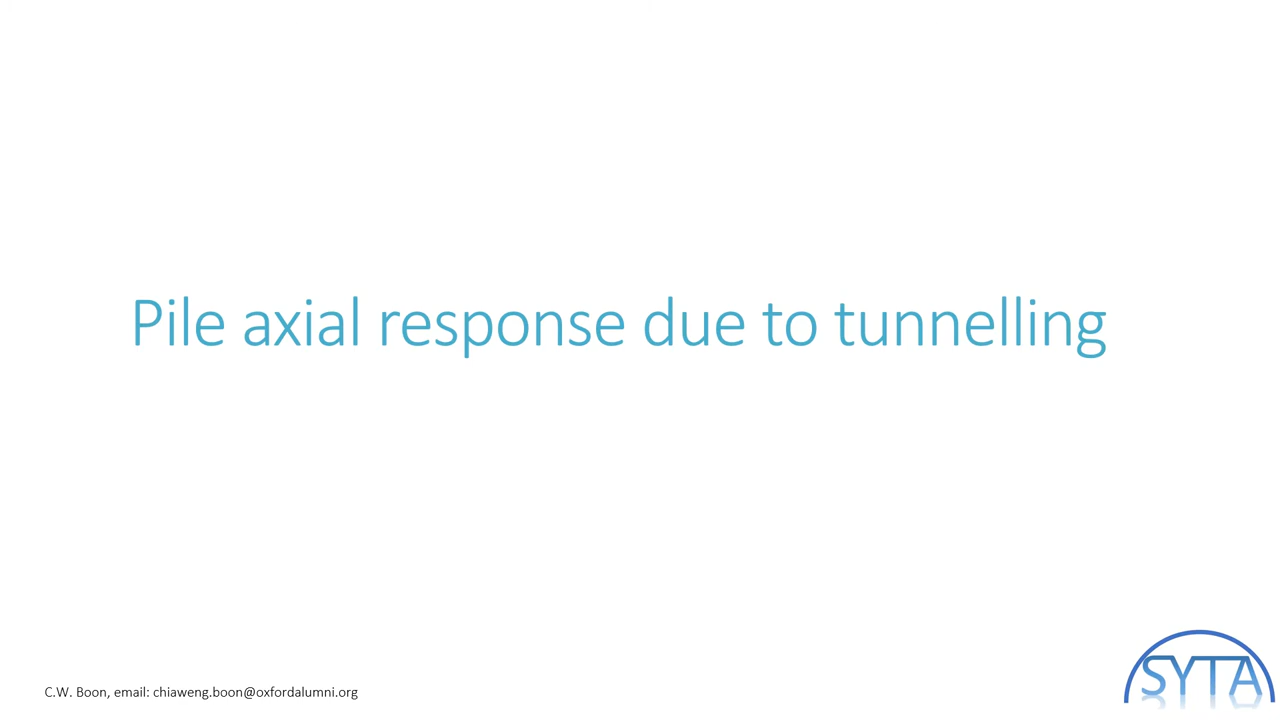 Pile axial response due to tunnelling
C.W. Boon, email: chiaweng.boon@oxfordalumni.org
SYTA